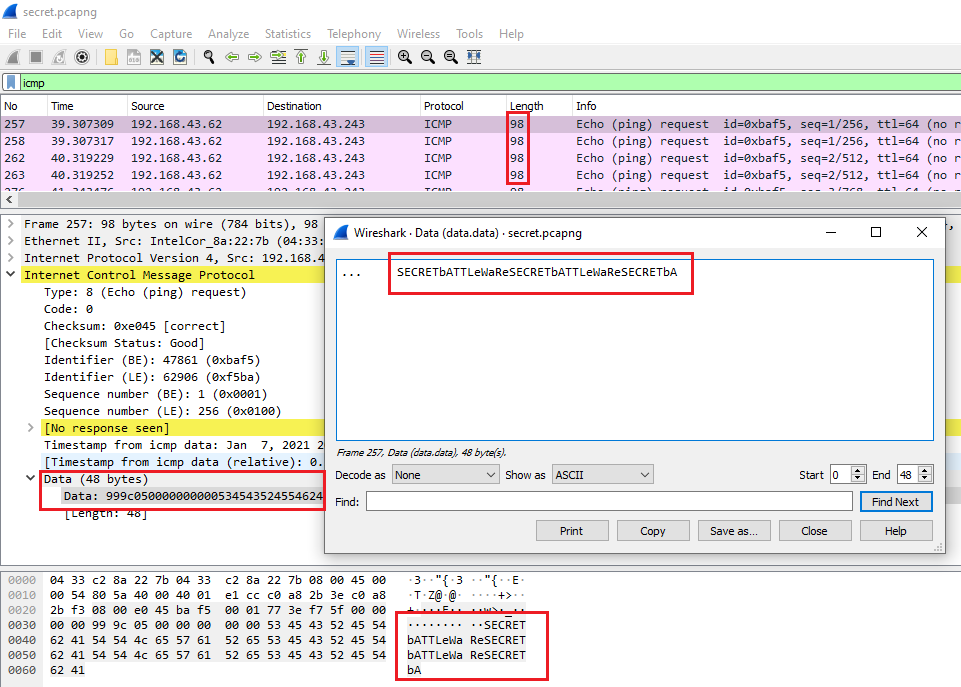 secret.pcapng
File Edit View Go Capture Analyze Statistics Telephony Wireless Tools Help
icmp
No Time Source Destination Protocol Length Info
257 39.307309 192.168.43.62 192.168.43.243 ICMP 98 Echo (ping) request id=0xbaf5, seq=1/256, ttl=64 (no r
258 39.307317 192.168.43.62 192.168.43.243 ICMP 98 Echo (ping) request id=0xbaf5, seq=1/256, ttl=64 (no r
262 40.319229 192.168.43.62 192.168.43.243 ICMP 98 Echo (ping) request id=0xbaf5, seq=2/512, ttl=64 (no r
263 40.319252 192.168.43.62 192.168.43.243 ICMP 98 Echo (ping) request id=0xbaf5, seq=2/512, ttl=64 (no r
Frame 257: 98 bytes on wire (784 bits), 98
Ethernet II, Src: IntelCor_8a:22:7b (04:33:
Internet Protocol Version 4, Src: 192.168.4
Internet Control Message Protocol
Type: 8 (Echo (ping) request)
Code: 0
Checksum: 0xe045 [correct]
[Checksum Status: Good]
Identifier (BE): 47861 (0xbaf5)
Identifier (LE): 62906 (0xf5ba)
Sequence number (BE): 1 (0x0001)
Sequence number (LE): 256 (0x0100)
[No response seen]
Timestamp from icmp data: Jan 7, 2021 2
[Timestamp from icmp data (relative): 0.
Data (48 bytes)
Data: 999c050000000000534543524554624
[Length: 48]
Wireshark · Data (data.data) · secret.pcapng
... SECRETbATTLeWaReSECRETbATTLeWaReSECRETbA
Frame 257, Data (data.data), 48 byte(s).
Decode as None Show as ASCII Start 0 End 48
Find: Find Next
Print Copy Save as... Close Help
0000 04 33 c2 8a 22 7b 04 33 c2 8a 22 7b 08 00 45 00 ·3··"{·3 ··"{··E·
0010 00 54 80 5a 40 00 40 01 e1 cc c0 a8 2b 3e c0 a8 ·T·Z@·@· ····+>··
0020 2b f3 08 00 e0 45 ba f5 00 01 77 3e f7 5f 00 00 +····E·· ··w>·_··
0030 00 00 99 9c 05 00 00 00 00 00 53 45 43 52 45 54 ········ ··SECRET
0040 62 41 54 54 4c 65 57 61 52 65 53 45 43 52 45 54 bATTLeWa ReSECRET
0050 62 41 54 54 4c 65 57 61 52 65 53 45 43 52 45 54 bATTLeWa ReSECRET
0060 62 41 bA